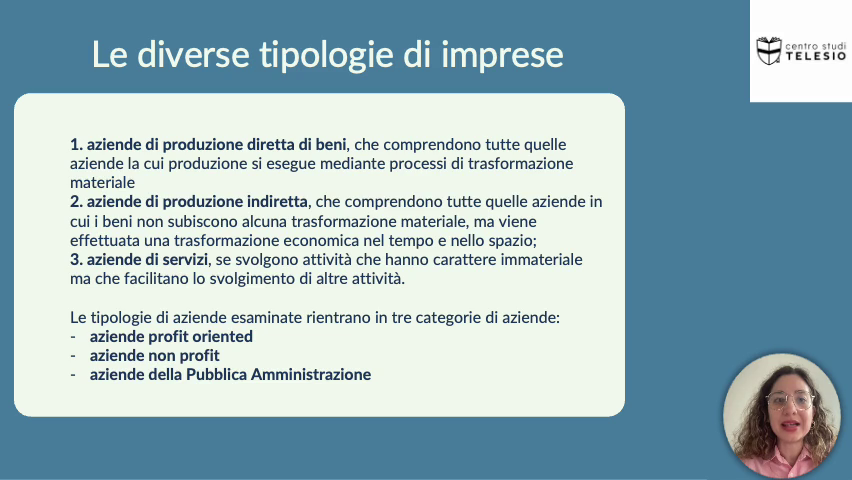 Le diverse tipologie di imprese
centro studi
TELESIO
1. aziende di produzione diretta di beni, che comprendono tutte quelle
aziende la cui produzione si esegue mediante processi di trasformazione
materiale
2. aziende di produzione indiretta, che comprendono tutte quelle aziende in
cui i beni non subiscono alcuna trasformazione materiale, ma viene
effettuata una trasformazione economica nel tempo e nello spazio;
3. aziende di servizi, se svolgono attività che hanno carattere immateriale
ma che facilitano lo svolgimento di altre attività.
Le tipologie di aziende esaminate rientrano in tre categorie di aziende:
- aziende profit oriented
- aziende non profit
- aziende della Pubblica Amministrazione